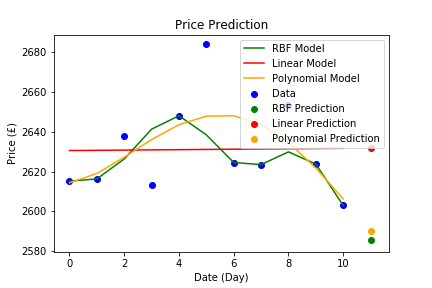 Price Prediction
Price (£)
2680
2660
2640
2620
2600
2580
RBF Model
Linear Model
Polynomial Model
Data
RBF Prediction
Linear Prediction
Polynomial Prediction
0 2 4 6 8 10
Date (Day)